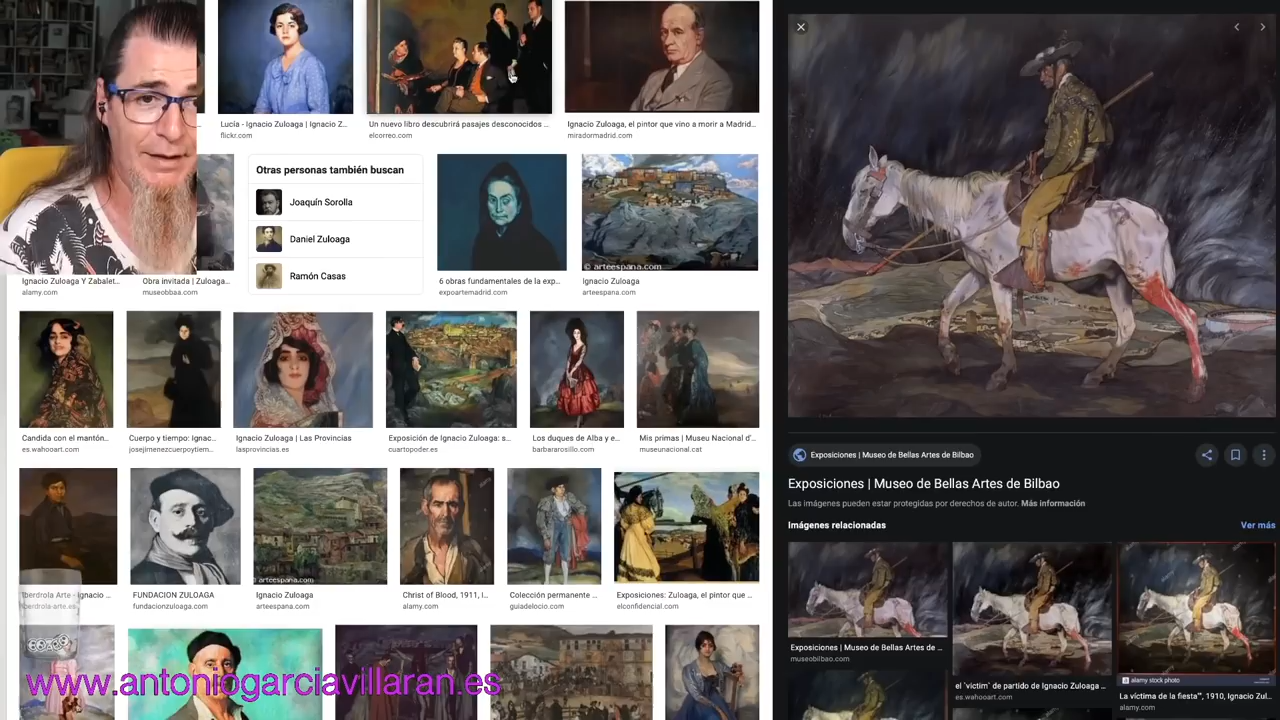 Lucía - Ignacio Zuloaga | Ignacio Z...
flickr.com
Un nuevo libro descubrirá pasajes desconocidos ...
elcorreo.com
Ignacio Zuloaga, el pintor que vino a morir a Madrid...
miradormadrid.com
Otras personas también buscan
Joaquín Sorolla
Daniel Zuloaga
Ramón Casas
© arteespana.com
Ignacio Zuloaga Y Zabalet...
alamy.com
Obra invitada | Zuloaga...
museobbaa.com
6 obras fundamentales de la exp...
expoartemadrid.com
Ignacio Zuloaga
arteespana.com
Candida con el mantón...
es.wahooart.com
Cuerpo y tiempo: Ignac...
josejimenezcuerpoytiem...
Ignacio Zuloaga | Las Provincias
lasprovincias.es
Exposición de Ignacio Zuloaga: s...
cuartopoder.es
Los duques de Alba y e...
barbararosillo.com
Mis primas | Museu Nacional d'...
museunacional.cat
© arteespana.com
Iberdrola Arte - Ignacio ...
iberdrola-arte.es
FUNDACION ZULOAGA
fundacionzuloaga.com
Ignacio Zuloaga
arteespana.com
Christ of Blood, 1911, I...
alamy.com
Colección permanente ...
guiadelocio.com
Exposiciones: Zuloaga, el pintor que ...
elconfidencial.com
www.antoniogarciavillaran.es
Exposiciones | Museo de Bellas Artes de Bilbao
Exposiciones | Museo de Bellas Artes de Bilbao
Las imágenes pueden estar protegidas por derechos de autor. Más información
Imágenes relacionadas
Ver más
Exposiciones | Museo de Bellas Artes de ...
museobilbao.com
el `victim` de partido de Ignacio Zuloaga ...
es.wahooart.com
alamy stock photo
La víctima de la fiesta"', 1910, Ignacio Zul...
alamy.com